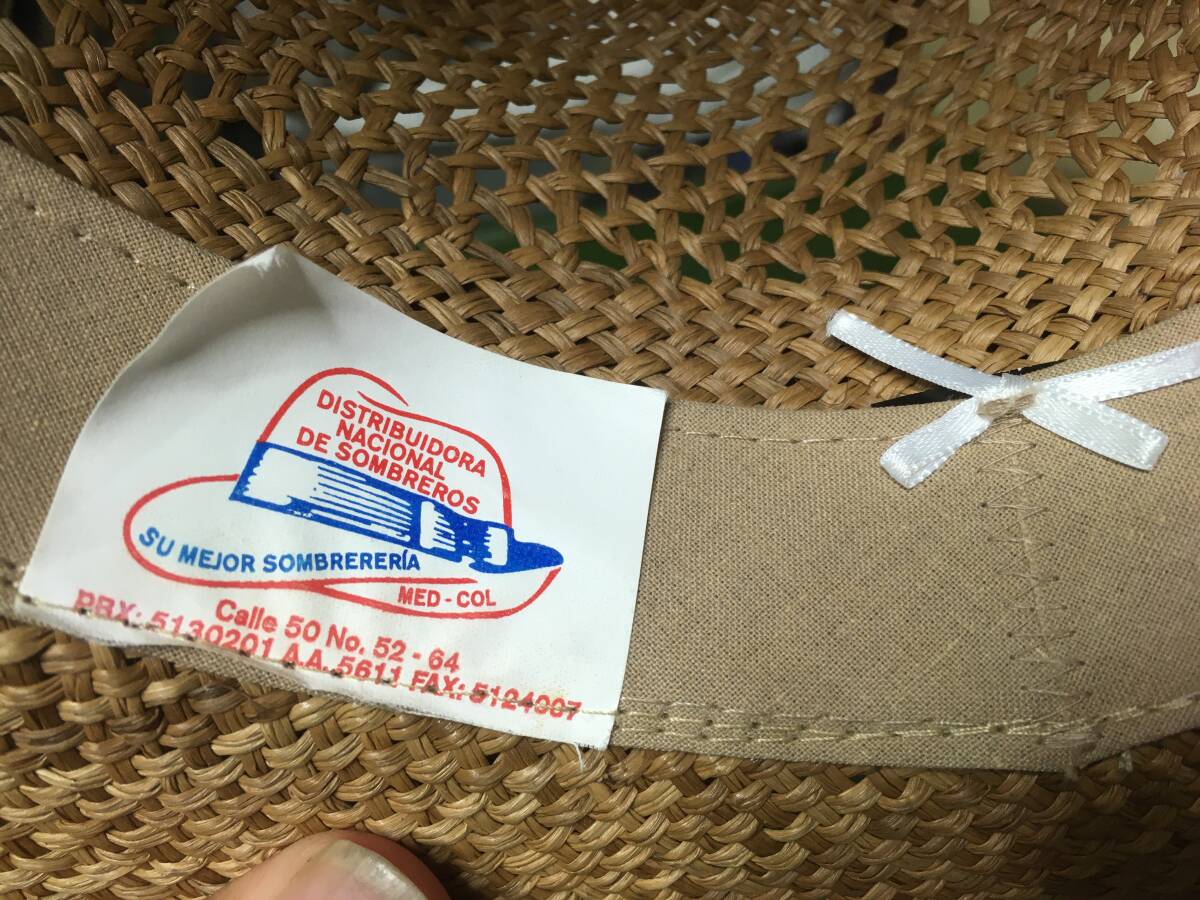 DISTRIBUIDORA
NACIONAL
DE SOMBREROS
SU MEJOR SOMBRERERÍA
MED - COL
Calle 50 No. 52 - 64
PBX: 5130201 A.A. 5611 FAX: 5124007